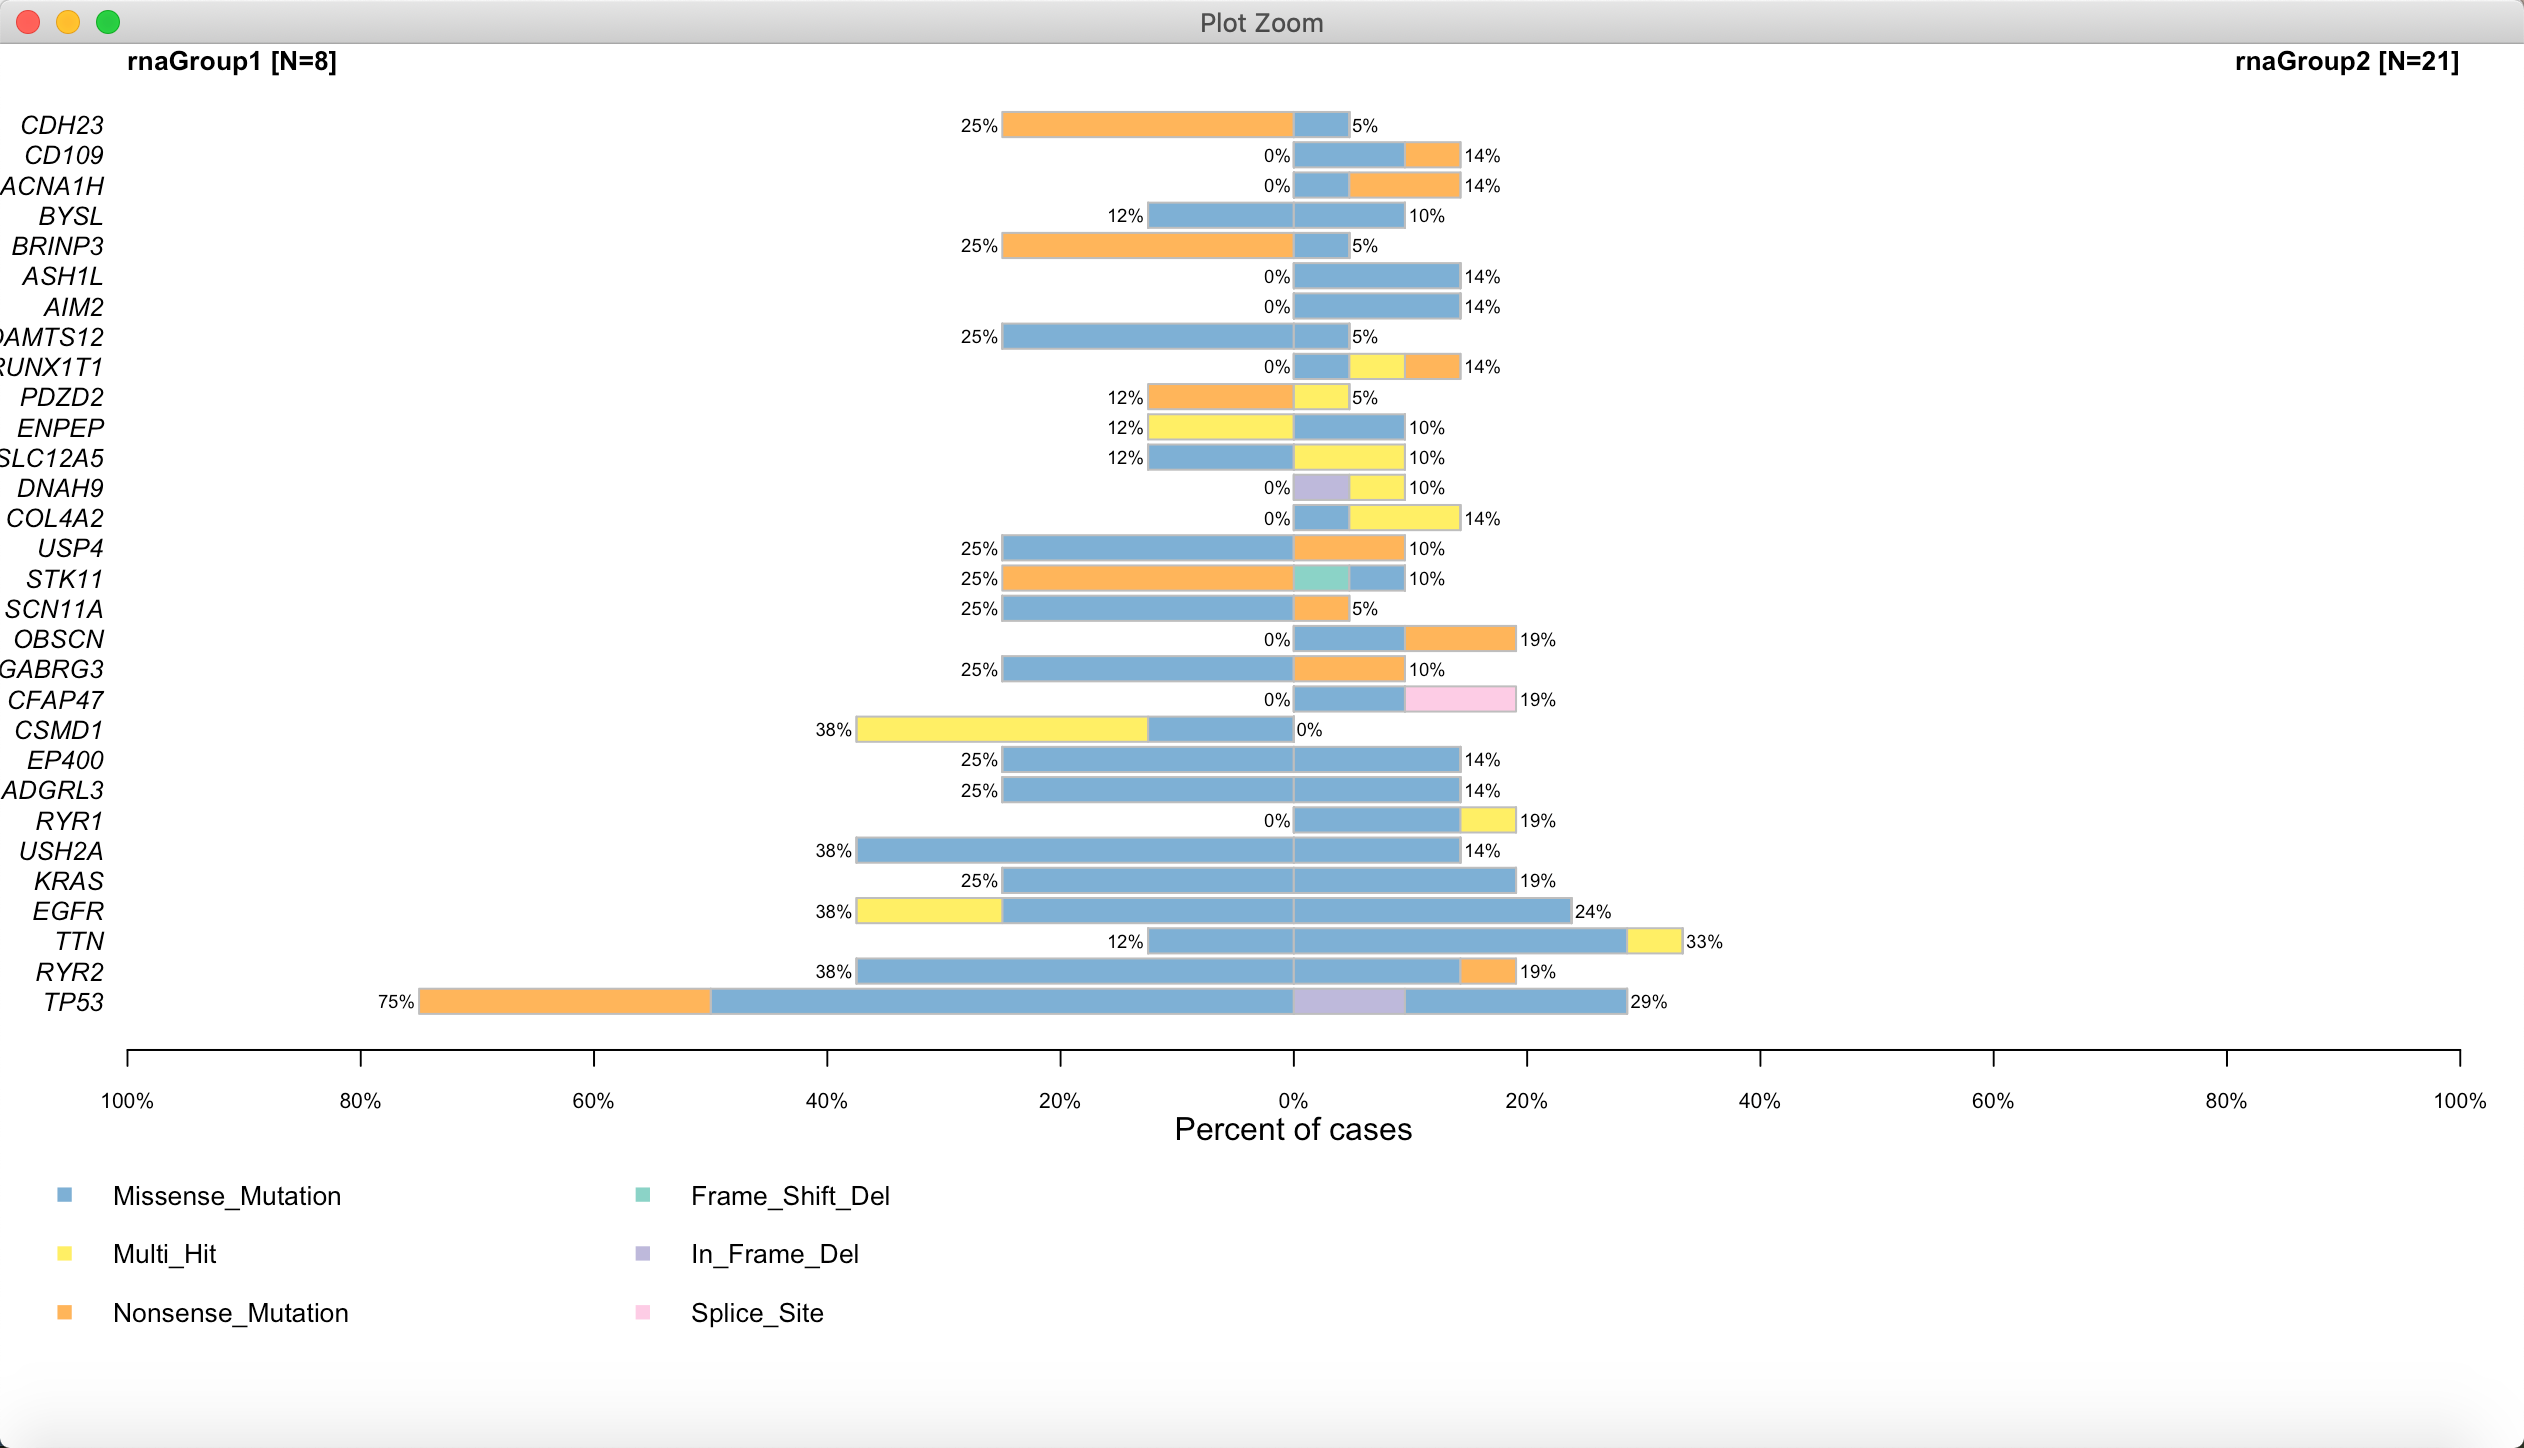 Plot Zoom
rnaGroup1 [N=8] rnaGroup2 [N=21]
CDH23 25% 5%
CD109 0% 14%
ACNA1H 0% 14%
BYSL 12% 10%
BRINP3 25% 5%
ASH1L 0% 14%
AIM2 0% 14%
DAMTS12 25% 5%
RUNX1T1 0% 14%
PDZD2 12% 5%
ENPEP 12% 10%
SLC12A5 12% 10%
DNAH9 0% 10%
COL4A2 0% 14%
USP4 25% 10%
STK11 25% 10%
SCN11A 25% 5%
OBSCN 0% 19%
GABRG3 25% 10%
CFAP47 0% 19%
CSMD1 38% 0%
EP400 25% 14%
ADGRL3 25% 14%
RYR1 0% 19%
USH2A 38% 14%
KRAS 25% 19%
EGFR 38% 24%
TTN 12% 33%
RYR2 38% 19%
TP53 75% 29%
100% 80% 60% 40% 20% 0% 20% 40% 60% 80% 100%
Percent of cases
Missense_Mutation Frame_Shift_Del
Multi_Hit In_Frame_Del
Nonsense_Mutation Splice_Site